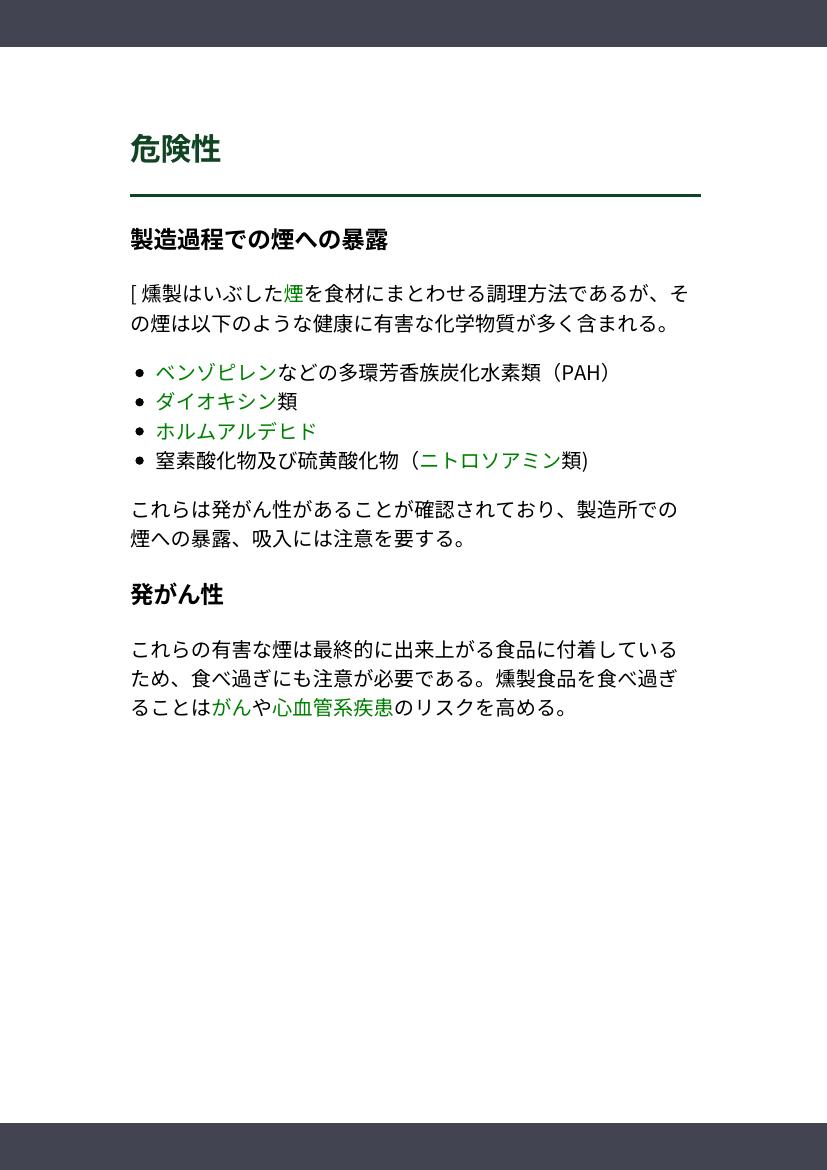 危険性
製造過程での煙への暴露
[ 燻製はいぶした煙を食材にまとわせる調理方法であるが、そ
の煙は以下のような健康に有害な化学物質が多く含まれる。
• ベンゾピレンなどの多環芳香族炭化水素類（PAH）
• ダイオキシン類
• ホルムアルデヒド
• 窒素酸化物及び硫黄酸化物（ニトロソアミン類)
これらは発がん性があることが確認されており、製造所での
煙への暴露、吸入には注意を要する。
発がん性
これらの有害な煙は最終的に出来上がる食品に付着している
ため、食べ過ぎにも注意が必要である。燻製食品を食べ過ぎ
ることはがんや心血管系疾患のリスクを高める。